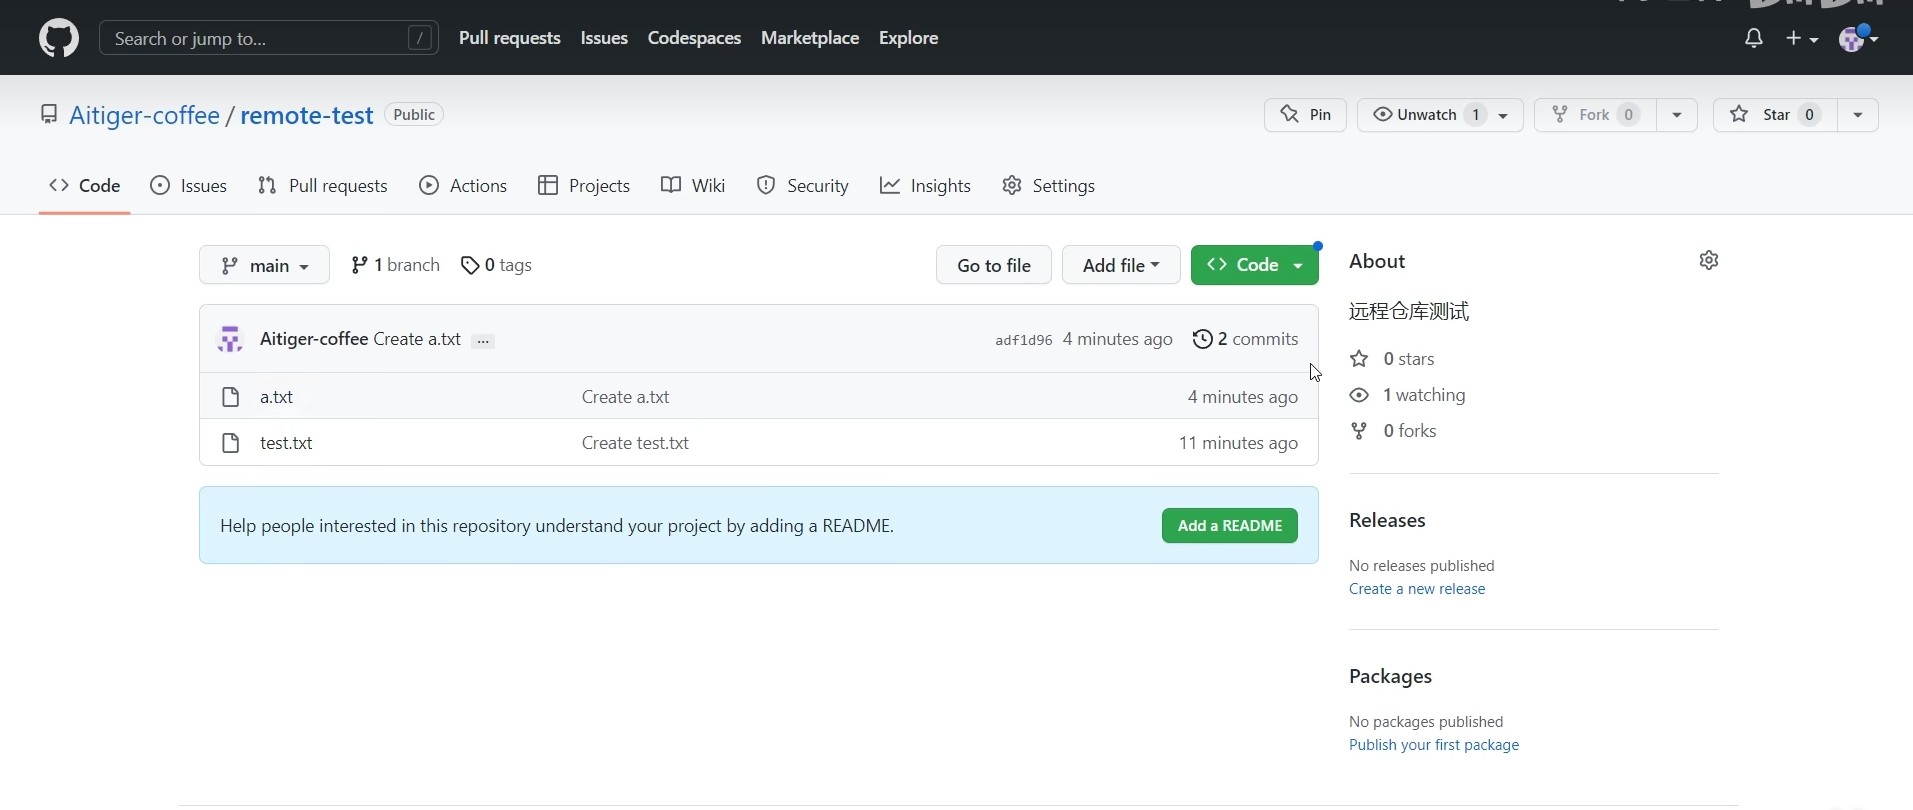 Search or jump to... /
Pull requests Issues Codespaces Marketplace Explore
Aitiger-coffee / remote-test Public
Pin Unwatch 1 Fork 0 Star 0
Code Issues Pull requests Actions Projects Wiki Security Insights Settings
main 1 branch 0 tags Go to file Add file Code
Aitiger-coffee Create a.txt ... adf1d96 4 minutes ago 2 commits
a.txt Create a.txt 4 minutes ago
test.txt Create test.txt 11 minutes ago
Help people interested in this repository understand your project by adding a README. Add a README
About
远程仓库测试
0 stars
1 watching
0 forks
Releases
No releases published
Create a new release
Packages
No packages published
Publish your first package